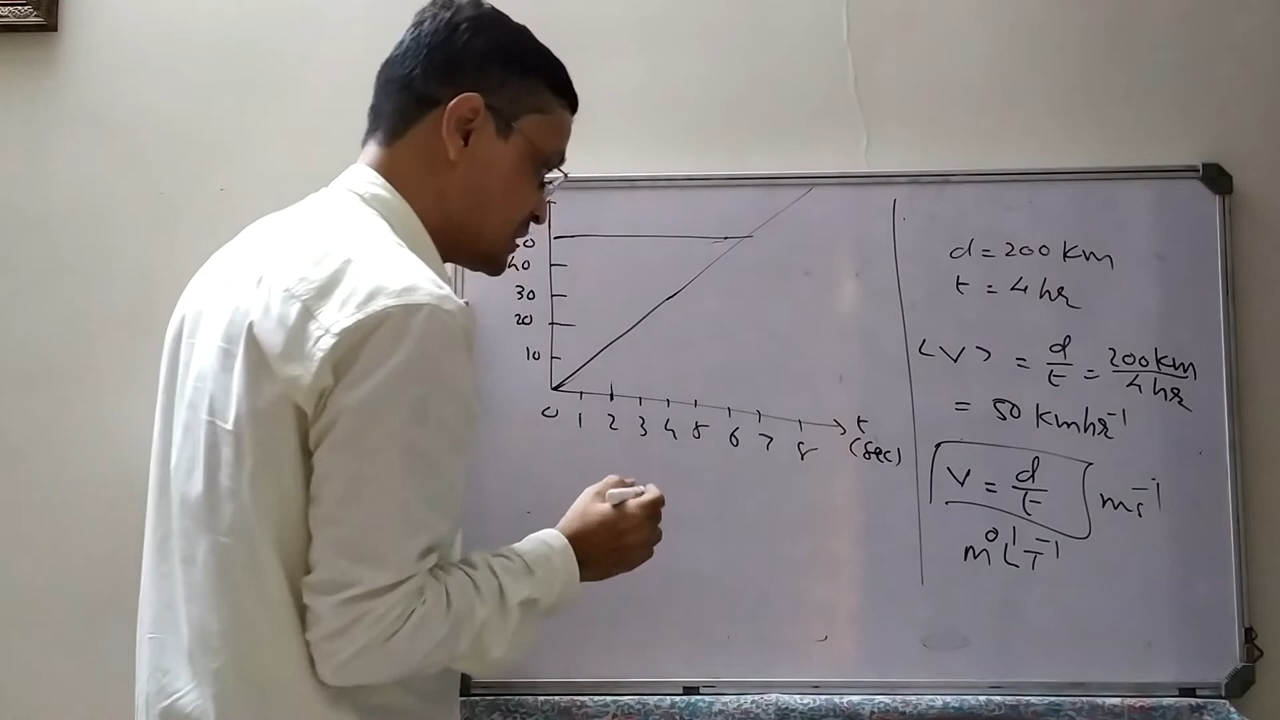 40
30
20
10
0 1 2 3 4 5 6 7 8
t
(sec)
d = 200 Km
t = 4 hr
<V> = d/t = 200 Km / 4 hr
= 50 Kmhr⁻¹
V = d/t ms⁻¹
m⁰L¹T⁻¹